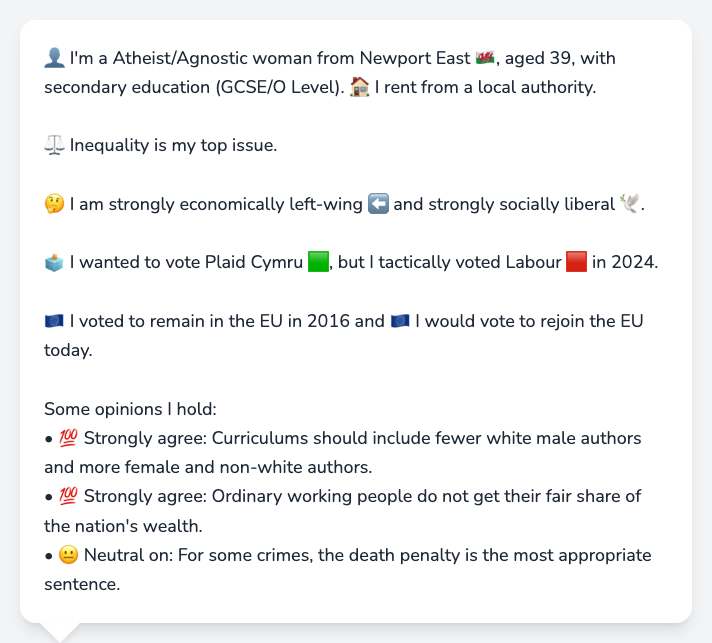 👤 I'm a Atheist/Agnostic woman from Newport East 🏴󠁧󠁢󠁷󠁬󠁳󠁿, aged 39, with
secondary education (GCSE/O Level). 🏠 I rent from a local authority.
⚖️ Inequality is my top issue.
🤔 I am strongly economically left-wing ⬅️ and strongly socially liberal 🕊️.
🗳️ I wanted to vote Plaid Cymru 🟩, but I tactically voted Labour 🟥 in 2024.
🇪🇺 I voted to remain in the EU in 2016 and 🇪🇺 I would vote to rejoin the EU
today.
Some opinions I hold:
• 💯 Strongly agree: Curriculums should include fewer white male authors
and more female and non-white authors.
• 💯 Strongly agree: Ordinary working people do not get their fair share of
the nation's wealth.
• 😐 Neutral on: For some crimes, the death penalty is the most appropriate
sentence.